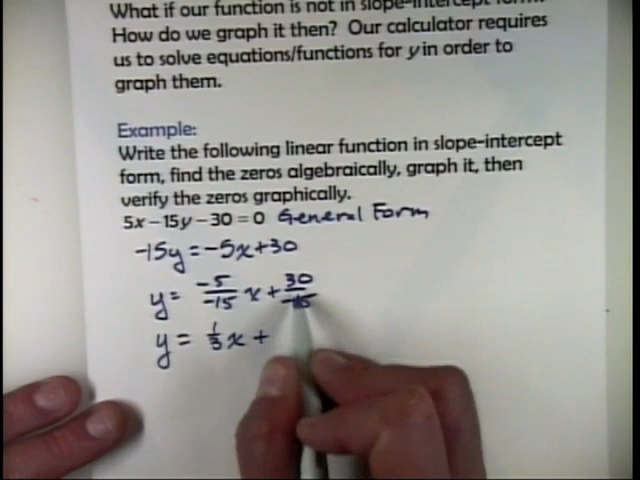 What if our function is not in slope-intercept form?
How do we graph it then? Our calculator requires
us to solve equations/functions for y in order to
graph them.
Example:
Write the following linear function in slope-intercept
form, find the zeros algebraically, graph it, then
verify the zeros graphically.
5x-15y-30=0 General Form
-15y=-5x+30
y = -5/-15 x + 30/-15
y = 1/3 x +